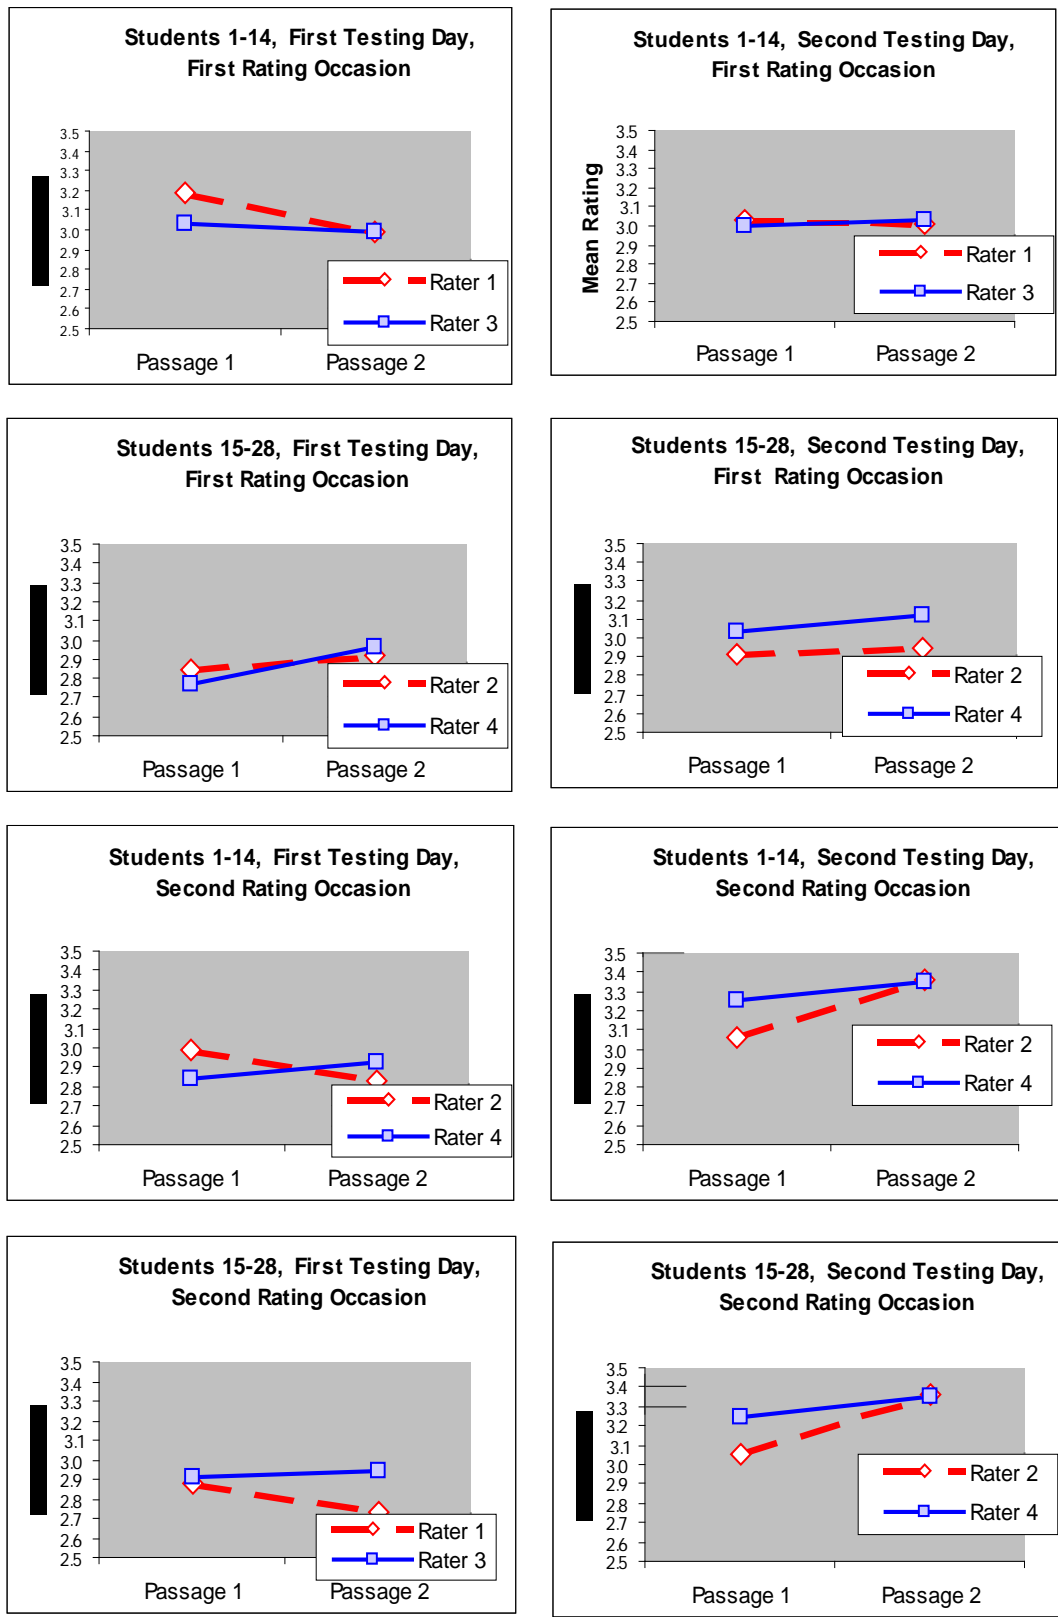 Students 1-14, First Testing Day,
First Rating Occasion
3.5
3.4
3.3
3.2
3.1
3.0
2.9
2.8
2.7
2.6
2.5
Rater 1
Rater 3
Passage 1
Passage 2
Students 1-14, Second Testing Day,
First Rating Occasion
Mean Rating
3.5
3.4
3.3
3.2
3.1
3.0
2.9
2.8
2.7
2.6
2.5
Rater 1
Rater 3
Passage 1
Passage 2
Students 15-28, First Testing Day,
First Rating Occasion
3.5
3.4
3.3
3.2
3.1
3.0
2.9
2.8
2.7
2.6
2.5
Rater 2
Rater 4
Passage 1
Passage 2
Students 15-28, Second Testing Day,
First Rating Occasion
3.5
3.4
3.3
3.2
3.1
3.0
2.9
2.8
2.7
2.6
2.5
Rater 2
Rater 4
Passage 1
Passage 2
Students 1-14, First Testing Day,
Second Rating Occasion
3.5
3.4
3.3
3.2
3.1
3.0
2.9
2.8
2.7
2.6
2.5
Rater 2
Rater 4
Passage 1
Passage 2
Students 1-14, Second Testing Day,
Second Rating Occasion
3.5
3.4
3.3
3.2
3.1
3.0
2.9
2.8
2.7
2.6
2.5
Rater 2
Rater 4
Passage 1
Passage 2
Students 15-28, First Testing Day,
Second Rating Occasion
3.5
3.4
3.3
3.2
3.1
3.0
2.9
2.8
2.7
2.6
2.5
Rater 1
Rater 3
Passage 1
Passage 2
Students 15-28, Second Testing Day,
Second Rating Occasion
3.5
3.4
3.3
3.2
3.1
3.0
2.9
2.8
2.7
2.6
2.5
Rater 2
Rater 4
Passage 1
Passage 2